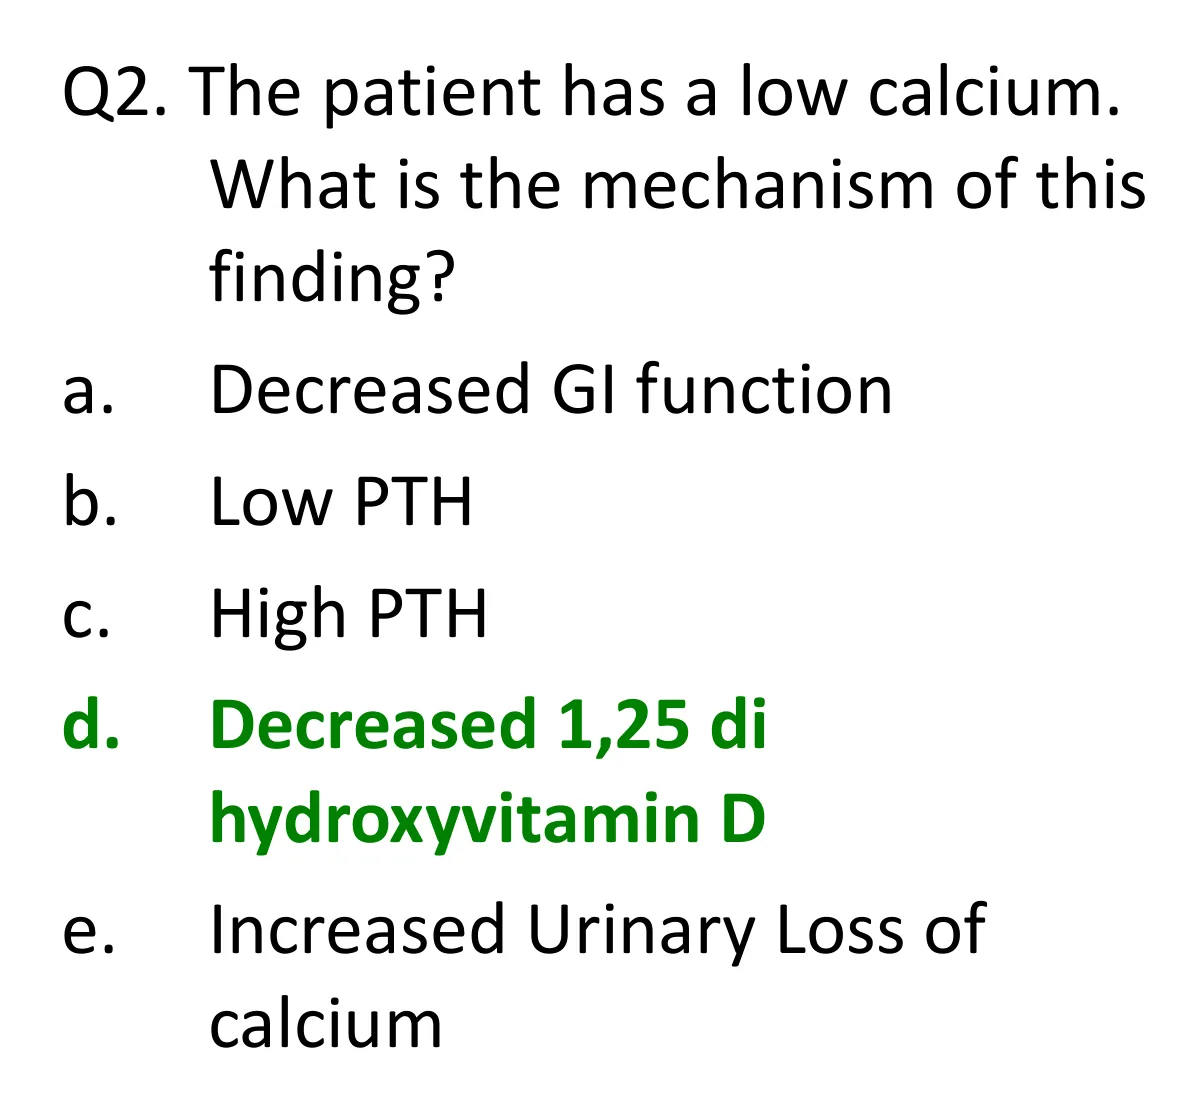 Q2. The patient has a low calcium.
What is the mechanism of this
finding?
a. Decreased GI function
b. Low PTH
c. High PTH
d. Decreased 1,25 di
hydroxyvitamin D
e. Increased Urinary Loss of
calcium